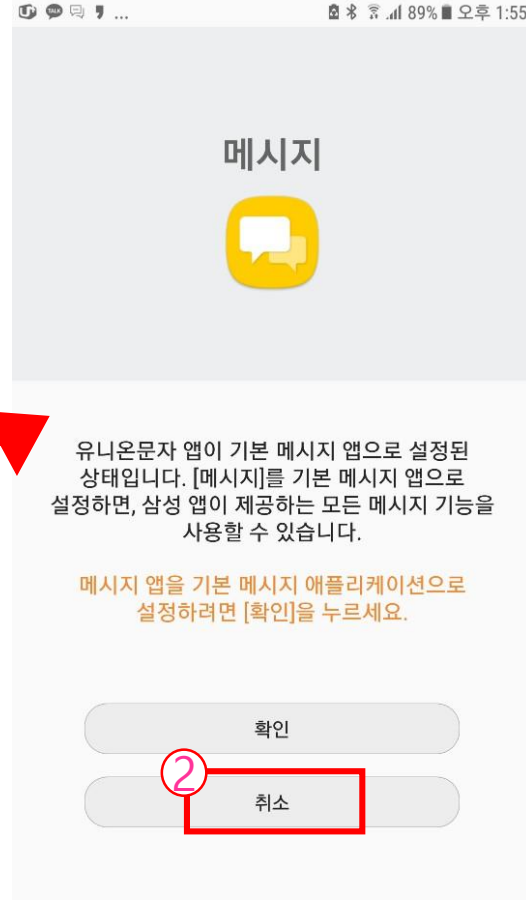 89% 오후 1:55
메시지
유니온문자 앱이 기본 메시지 앱으로 설정된
상태입니다. [메시지]를 기본 메시지 앱으로
설정하면, 삼성 앱이 제공하는 모든 메시지 기능을
사용할 수 있습니다.
메시지 앱을 기본 메시지 애플리케이션으로
설정하려면 [확인]을 누르세요.
확인
②
취소